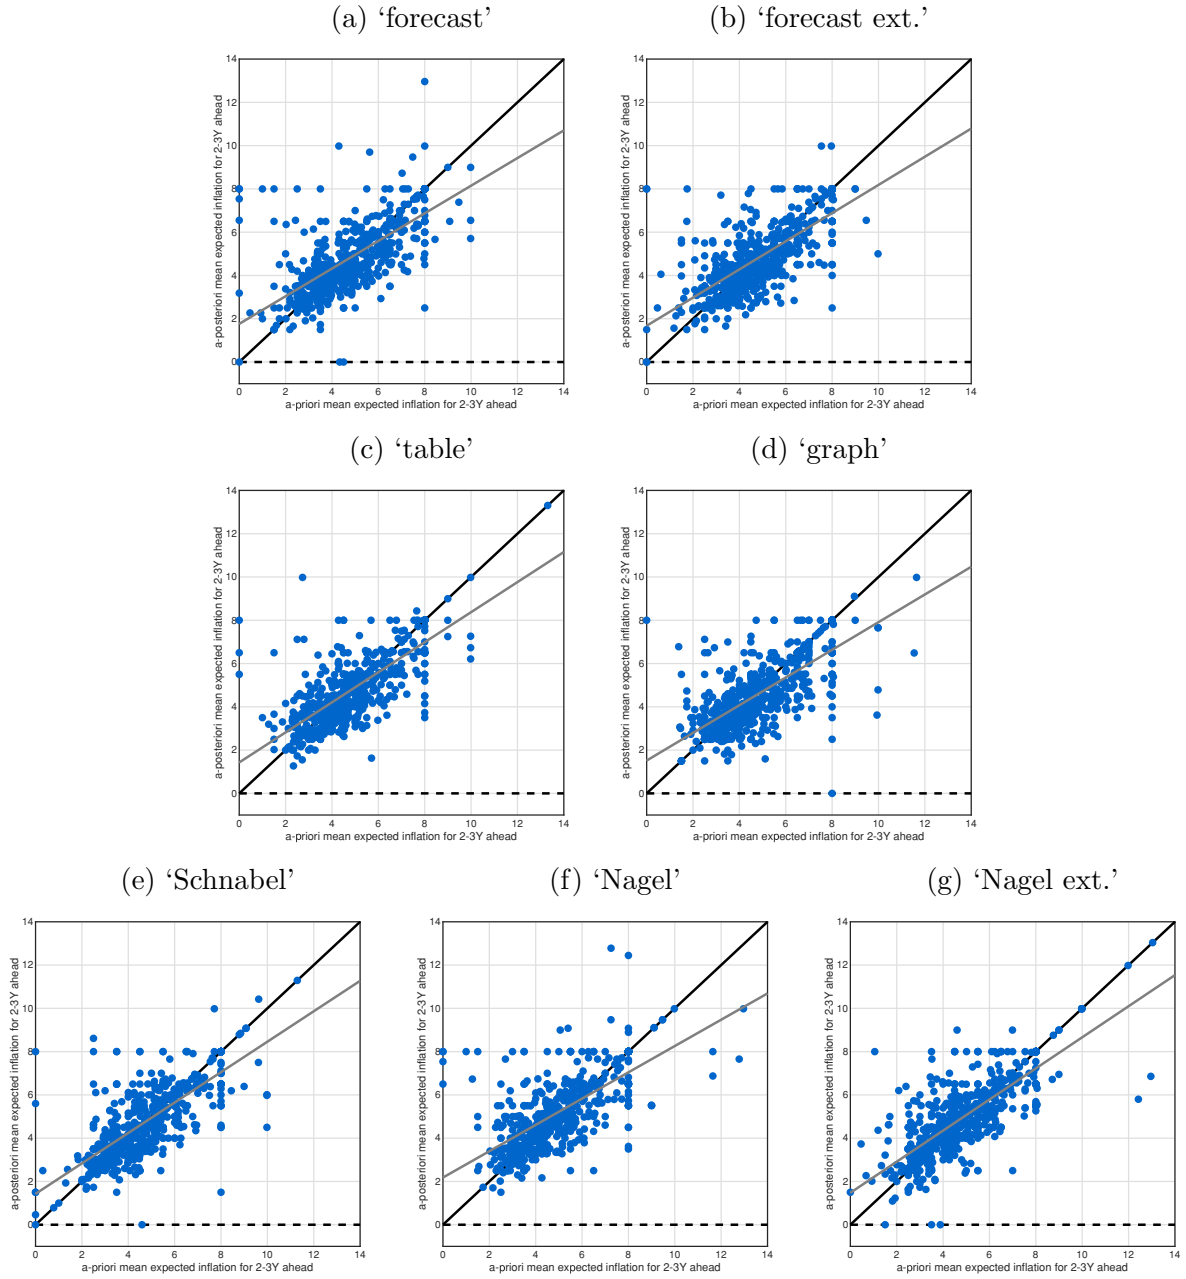 (a) ‘forecast’
(b) ‘forecast ext.’
a-posteriori mean expected inflation for 2-3Y ahead
14
12
10
8
6
4
2
0
0 2 4 6 8 10 12 14
a-priori mean expected inflation for 2-3Y ahead
a-posteriori mean expected inflation for 2-3Y ahead
14
12
10
8
6
4
2
0
0 2 4 6 8 10 12 14
a-priori mean expected inflation for 2-3Y ahead
(c) ‘table’
(d) ‘graph’
a-posteriori mean expected inflation for 2-3Y ahead
14
12
10
8
6
4
2
0
0 2 4 6 8 10 12 14
a-priori mean expected inflation for 2-3Y ahead
a-posteriori mean expected inflation for 2-3Y ahead
14
12
10
8
6
4
2
0
0 2 4 6 8 10 12 14
a-priori mean expected inflation for 2-3Y ahead
(e) ‘Schnabel’
(f) ‘Nagel’
(g) ‘Nagel ext.’
a-posteriori mean expected inflation for 2-3Y ahead
14
12
10
8
6
4
2
0
0 2 4 6 8 10 12 14
a-priori mean expected inflation for 2-3Y ahead
a-posteriori mean expected inflation for 2-3Y ahead
14
12
10
8
6
4
2
0
0 2 4 6 8 10 12 14
a-priori mean expected inflation for 2-3Y ahead
a-posteriori mean expected inflation for 2-3Y ahead
14
12
10
8
6
4
2
0
0 2 4 6 8 10 12 14
a-priori mean expected inflation for 2-3Y ahead